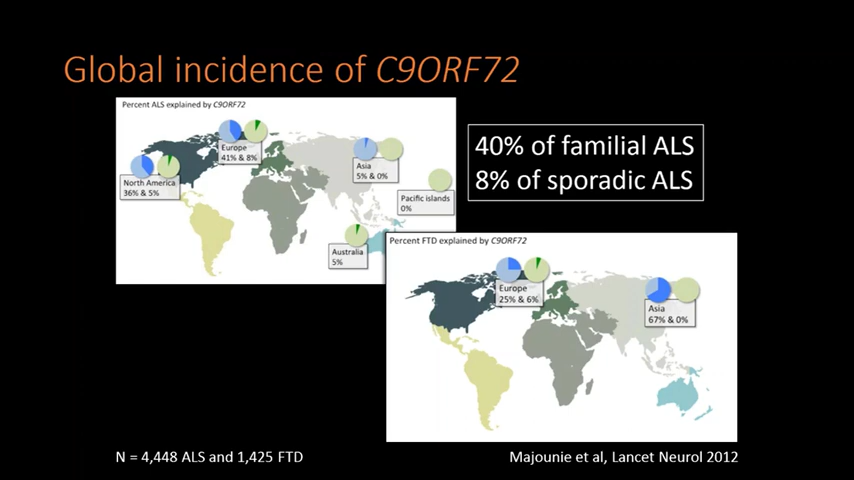 Global incidence of C9ORF72
Percent ALS explained by C9ORF72
Europe
41% & 8%
North America
36% & 5%
Asia
5% & 0%
Pacific islands
0%
Australia
5%
40% of familial ALS
8% of sporadic ALS
Percent FTD explained by C9ORF72
Europe
25% & 6%
Asia
67% & 0%
N = 4,448 ALS and 1,425 FTD
Majounie et al, Lancet Neurol 2012